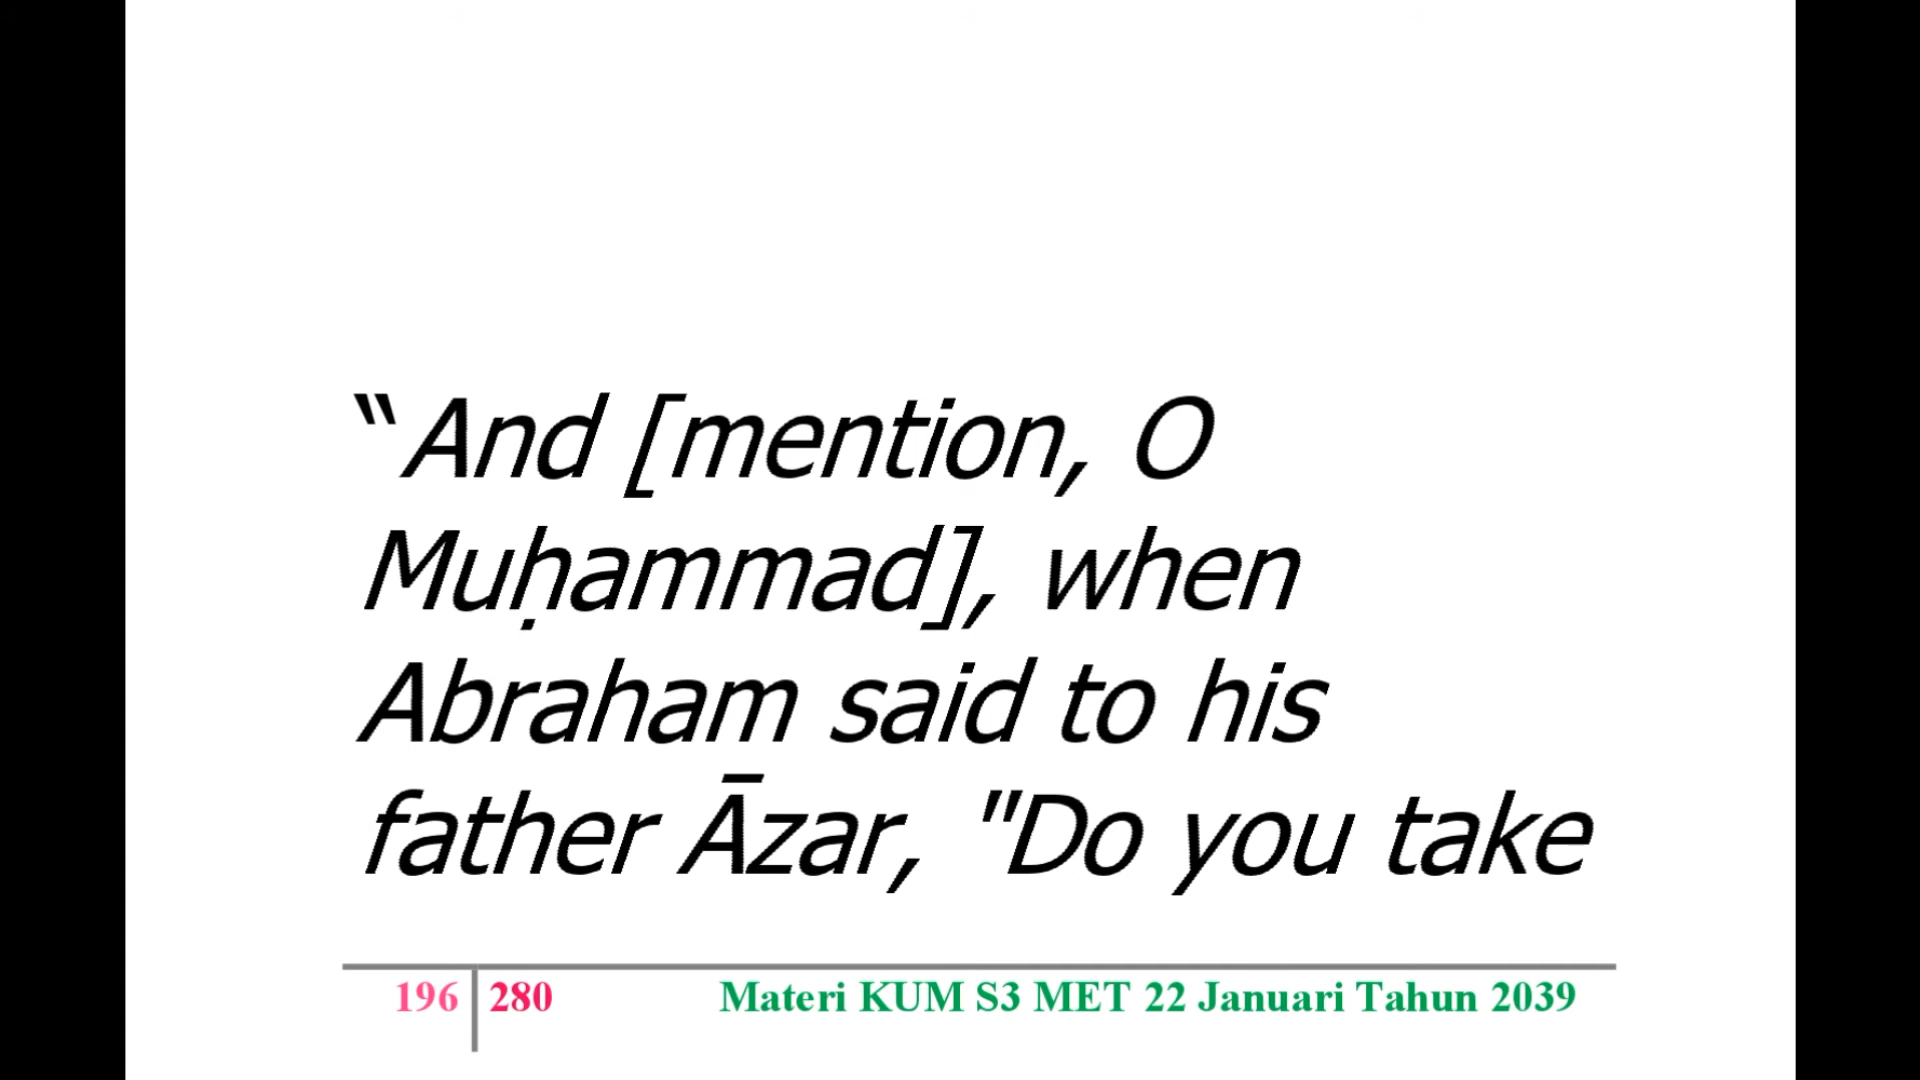 “And [mention, O
Muḥammad], when
Abraham said to his
father Āzar, "Do you take
196 280 Materi KUM S3 MET 22 Januari Tahun 2039